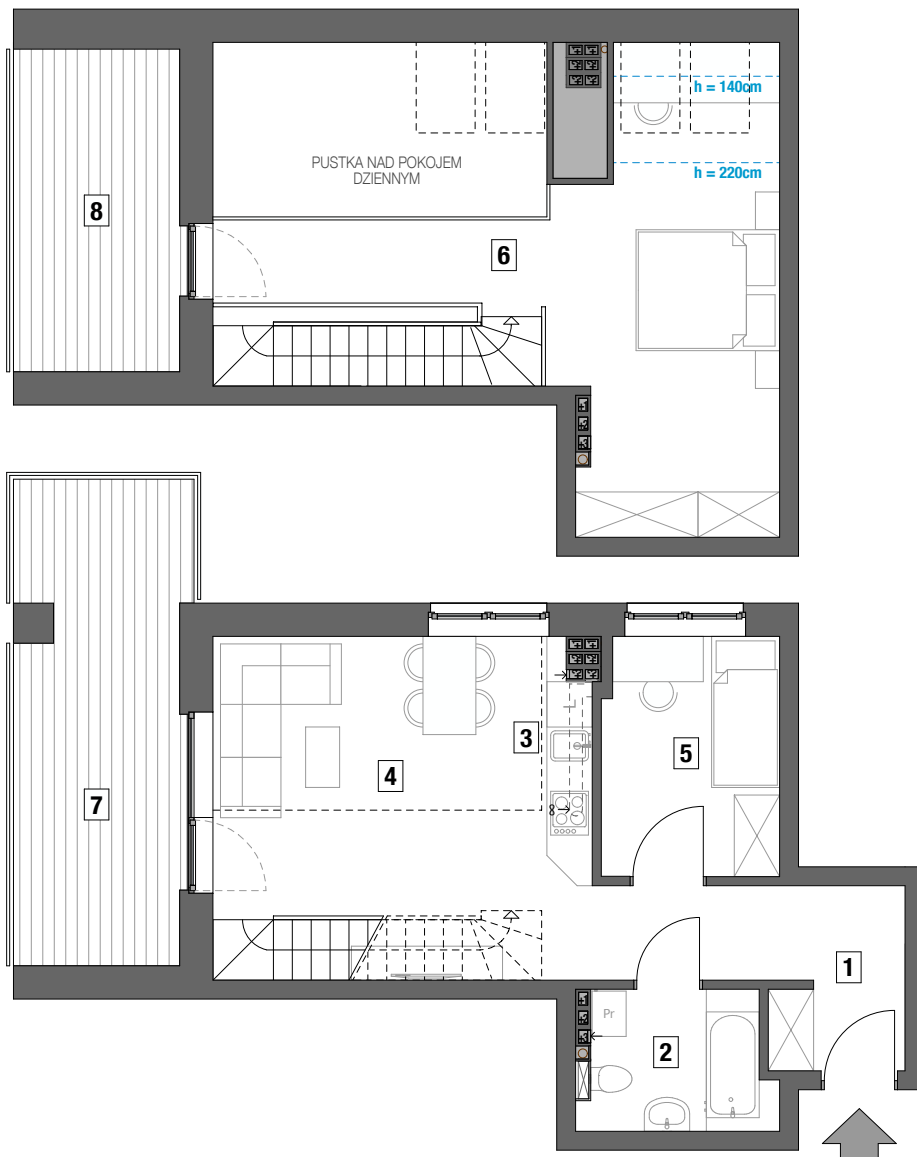 h = 140cm
PUSTKA NAD POKOJEM
DZIENNYM
h = 220cm
8
6
3
4
5
7
1
Pr
2